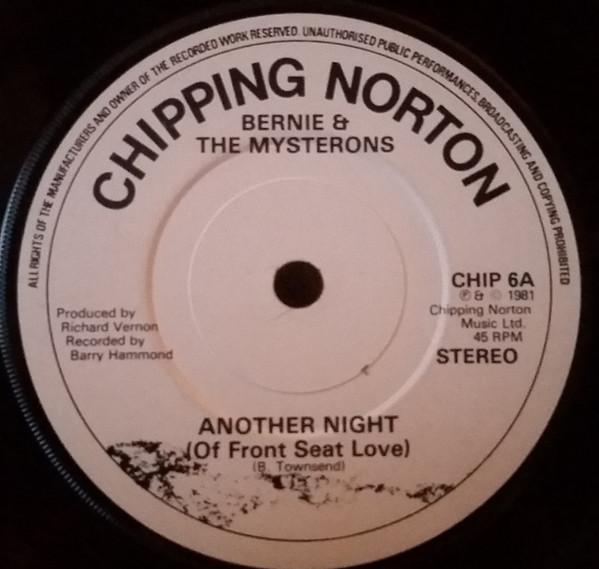 ALL RIGHTS OF THE MANUFACTURERS AND OWNER OF THE RECORDED WORK RESERVED. UNAUTHORISED PUBLIC PERFORMANCES, BROADCASTING AND COPYING PROHIBITED
CHIPPING NORTON
BERNIE &
THE MYSTERONS
CHIP 6A
℗ & © 1981
Chipping Norton
Music Ltd.
45 RPM
STEREO
Produced by
Richard Vernon
Recorded by
Barry Hammond
ANOTHER NIGHT
(Of Front Seat Love)
(B. Townsend)